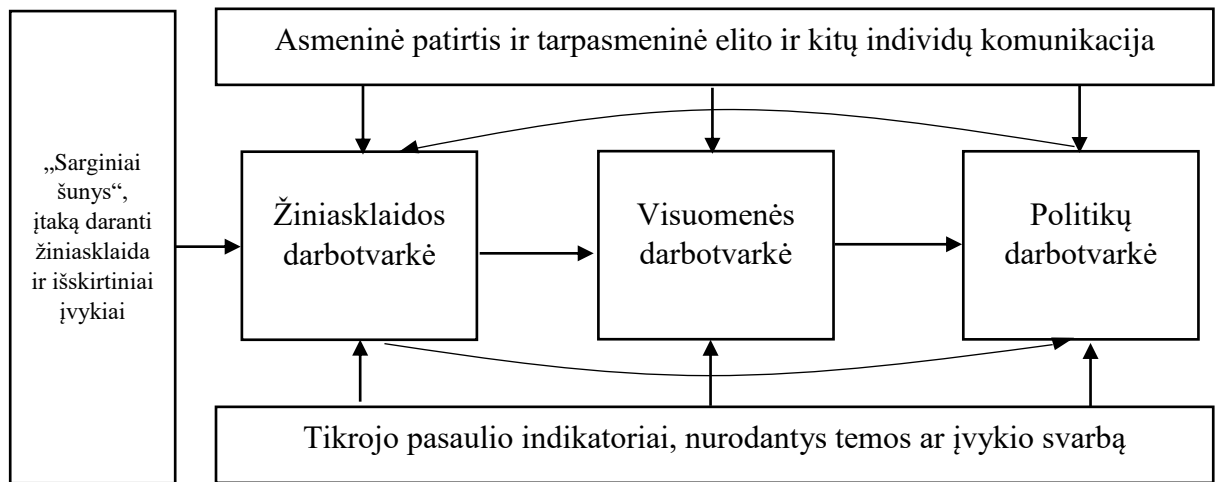 Asmeninė patirtis ir tarpasmeninė elito ir kitų individų komunikacija
„Sarginiai
šunys“,
įtaką daranti
žiniasklaida
ir išskirtiniai
įvykiai
Žiniasklaidos
darbotvarkė
Visuomenės
darbotvarkė
Politikų
darbotvarkė
Tikrojo pasaulio indikatoriai, nurodantys temos ar įvykio svarbą